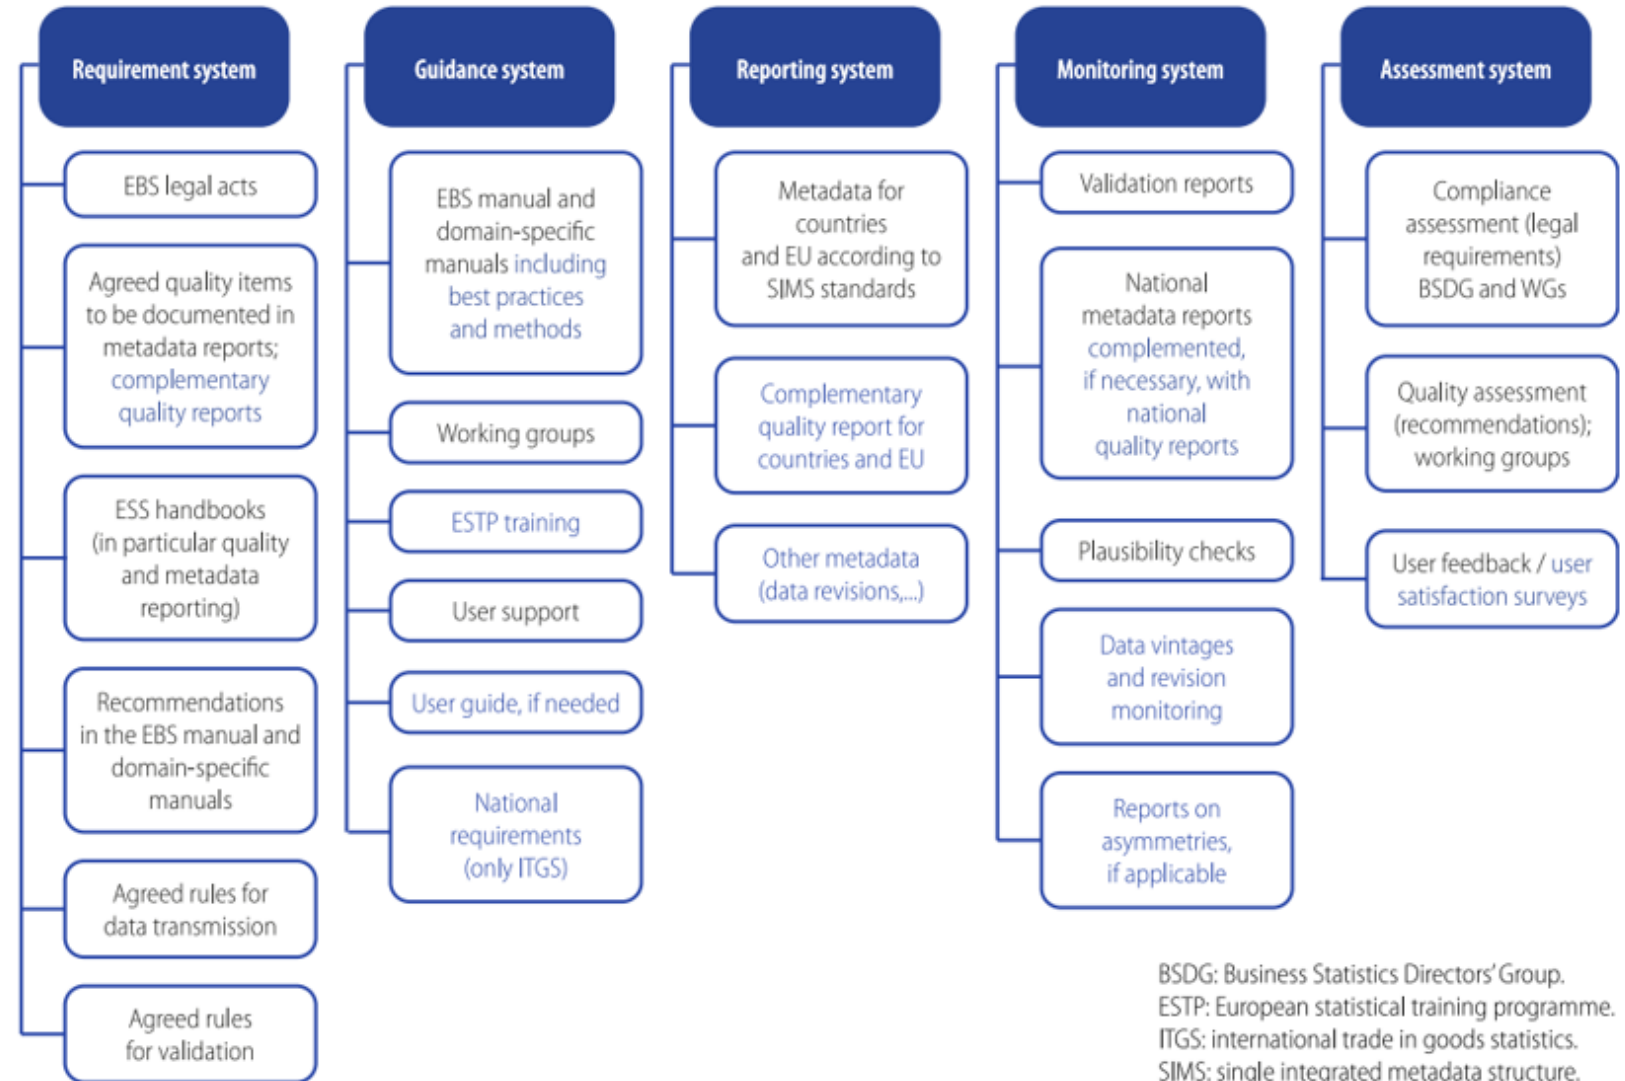 Requirement system
EBS legal acts
Agreed quality items
to be documented in
metadata reports;
complementary
quality reports
ESS handbooks
(in particular quality
and metadata
reporting)
Recommendations
in the EBS manual and
domain-specific
manuals
Agreed rules for
data transmission
Agreed rules
for validation
Guidance system
EBS manual and
domain-specific
manuals including
best practices
and methods
Working groups
ESTP training
User support
User guide, if needed
National
requirements
(only ITGS)
Reporting system
Metadata for
countries
and EU according to
SIMS standards
Complementary
quality report for
countries and EU
Other metadata
(data revisions,...)
Monitoring system
Validation reports
National
metadata reports
complemented,
if necessary, with
national
quality reports
Plausibility checks
Data vintages
and revision
monitoring
Reports on
asymmetries,
if applicable
Assessment system
Compliance
assessment (legal
requirements)
BSDG and WGs
Quality assessment
(recommendations);
working groups
User feedback / user
satisfaction surveys
BSDG: Business Statistics Directors' Group.
ESTP: European statistical training programme.
ITGS: international trade in goods statistics.
SIMS: single integrated metadata structure.